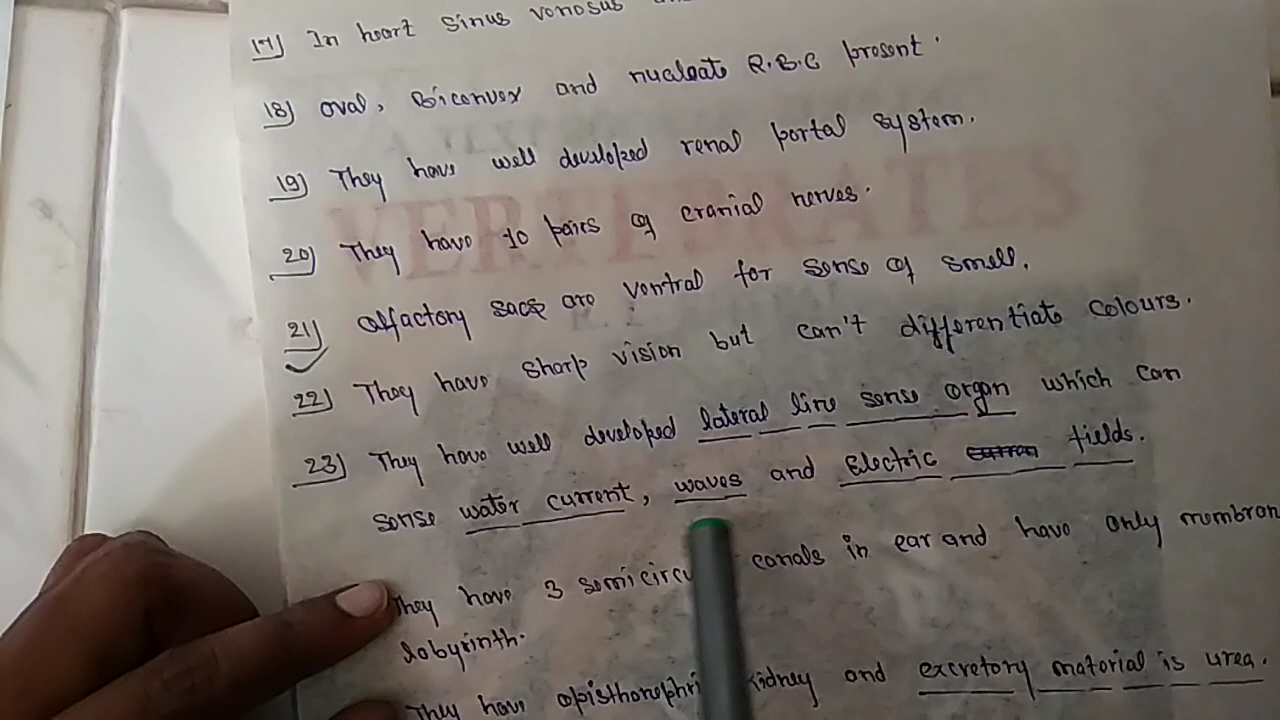 17) In heart sinus venosus
18) Oval, Biconvex and nucleate R.B.C present.
19) They have well developed renal portal system.
20) They have 10 pairs of cranial nerves.
21) Olfactory sacs are ventral for sense of smell.
22) They have sharp vision but can't differentiate colours.
23) They have well developed lateral line sense organ which can
sense water current, waves and Electric fields.
They have 3 semicircu canals in ear and have only membran
labyrinth.
They have opisthonephri kidney and excretory material is urea.
VERTEBRATES